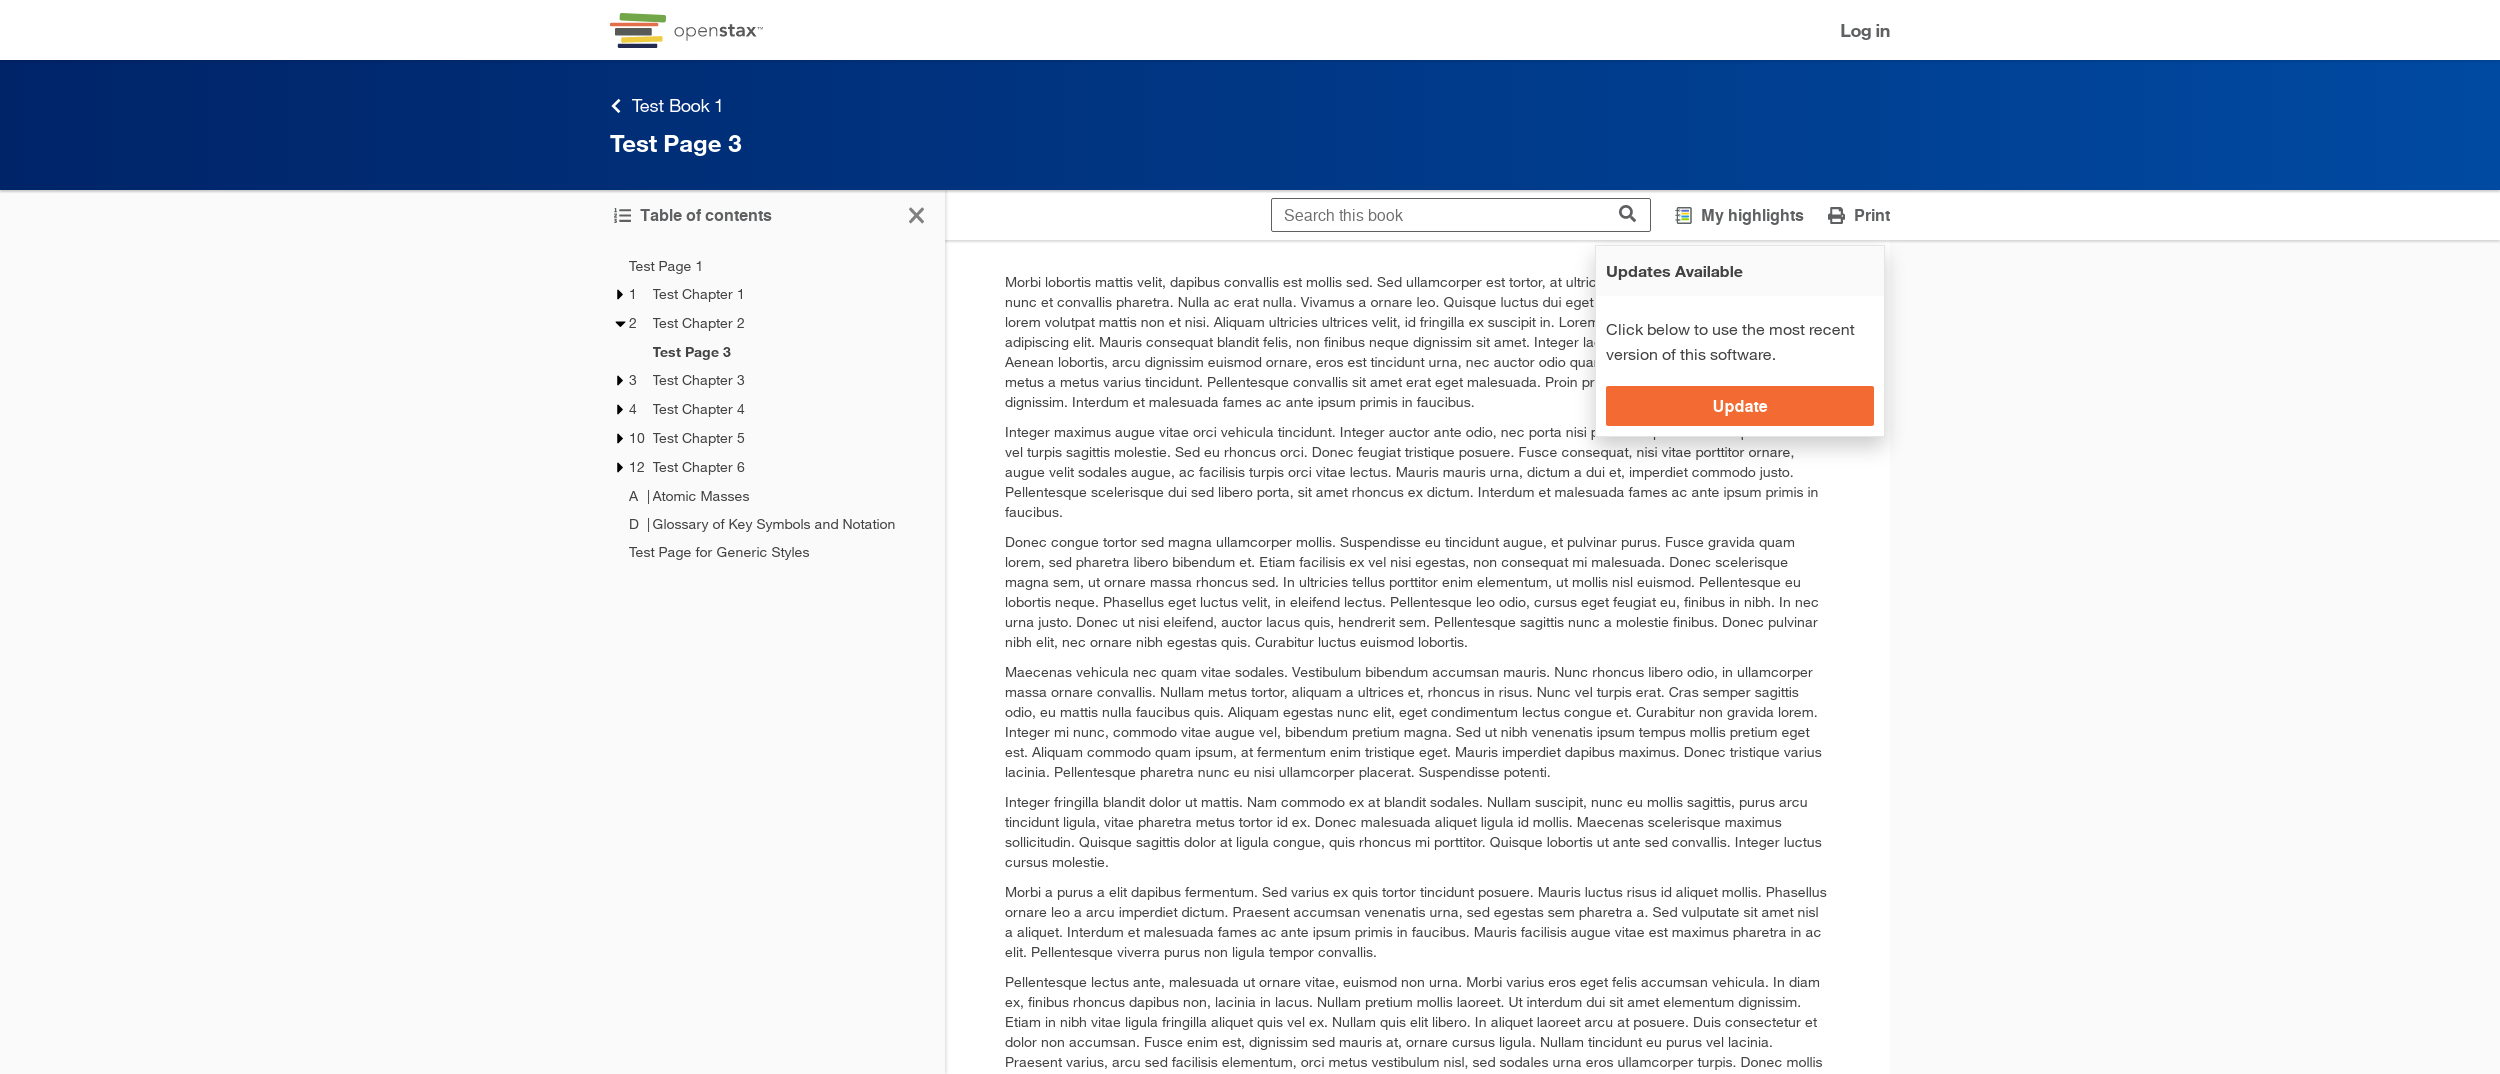 openstax™
Log in
Test Book 1
Test Page 3
Table of contents
Search this book
My highlights
Print
Test Page 1
1 Test Chapter 1
2 Test Chapter 2
Test Page 3
3 Test Chapter 3
4 Test Chapter 4
10 Test Chapter 5
12 Test Chapter 6
A | Atomic Masses
D | Glossary of Key Symbols and Notation
Test Page for Generic Styles
Updates Available
Click below to use the most recent
version of this software.
Update
Morbi lobortis mattis velit, dapibus convallis est mollis sed. Sed ullamcorper est tortor, at ultric
nunc et convallis pharetra. Nulla ac erat nulla. Vivamus a ornare leo. Quisque luctus dui eget
lorem volutpat mattis non et nisi. Aliquam ultricies ultrices velit, id fringilla ex suscipit in. Lorem
adipiscing elit. Mauris consequat blandit felis, non finibus neque dignissim sit amet. Integer la
Aenean lobortis, arcu dignissim euismod ornare, eros est tincidunt urna, nec auctor odio qua
metus a metus varius tincidunt. Pellentesque convallis sit amet erat eget malesuada. Proin pr
dignissim. Interdum et malesuada fames ac ante ipsum primis in faucibus.
Integer maximus augue vitae orci vehicula tincidunt. Integer auctor ante odio, nec porta nisi
vel turpis sagittis molestie. Sed eu rhoncus orci. Donec feugiat tristique posuere. Fusce consequat, nisi vitae porttitor ornare,
augue velit sodales augue, ac facilisis turpis orci vitae lectus. Mauris mauris urna, dictum a dui et, imperdiet commodo justo.
Pellentesque scelerisque dui sed libero porta, sit amet rhoncus ex dictum. Interdum et malesuada fames ac ante ipsum primis in
faucibus.
Donec congue tortor sed magna ullamcorper mollis. Suspendisse eu tincidunt augue, et pulvinar purus. Fusce gravida quam
lorem, sed pharetra libero bibendum et. Etiam facilisis ex vel nisi egestas, non consequat mi malesuada. Donec scelerisque
magna sem, ut ornare massa rhoncus sed. In ultricies tellus porttitor enim elementum, ut mollis nisl euismod. Pellentesque eu
lobortis neque. Phasellus eget luctus velit, in eleifend lectus. Pellentesque leo odio, cursus eget feugiat eu, finibus in nibh. In nec
urna justo. Donec ut nisi eleifend, auctor lacus quis, hendrerit sem. Pellentesque sagittis nunc a molestie finibus. Donec pulvinar
nibh elit, nec ornare nibh egestas quis. Curabitur luctus euismod lobortis.
Maecenas vehicula nec quam vitae sodales. Vestibulum bibendum accumsan mauris. Nunc rhoncus libero odio, in ullamcorper
massa ornare convallis. Nullam metus tortor, aliquam a ultrices et, rhoncus in risus. Nunc vel turpis erat. Cras semper sagittis
odio, eu mattis nulla faucibus quis. Aliquam egestas nunc elit, eget condimentum lectus congue et. Curabitur non gravida lorem.
Integer mi nunc, commodo vitae augue vel, bibendum pretium magna. Sed ut nibh venenatis ipsum tempus mollis pretium eget
est. Aliquam commodo quam ipsum, at fermentum enim tristique eget. Mauris imperdiet dapibus maximus. Donec tristique varius
lacinia. Pellentesque pharetra nunc eu nisi ullamcorper placerat. Suspendisse potenti.
Integer fringilla blandit dolor ut mattis. Nam commodo ex at blandit sodales. Nullam suscipit, nunc eu mollis sagittis, purus arcu
tincidunt ligula, vitae pharetra metus tortor id ex. Donec malesuada aliquet ligula id mollis. Maecenas scelerisque maximus
sollicitudin. Quisque sagittis dolor at ligula congue, quis rhoncus mi porttitor. Quisque lobortis ut ante sed convallis. Integer luctus
cursus molestie.
Morbi a purus a elit dapibus fermentum. Sed varius ex quis tortor tincidunt posuere. Mauris luctus risus id aliquet mollis. Phasellus
ornare leo a arcu imperdiet dictum. Praesent accumsan venenatis urna, sed egestas sem pharetra a. Sed vulputate sit amet nisl
a aliquet. Interdum et malesuada fames ac ante ipsum primis in faucibus. Mauris facilisis augue vitae est maximus pharetra in ac
elit. Pellentesque viverra purus non ligula tempor convallis.
Pellentesque lectus ante, malesuada ut ornare vitae, euismod non urna. Morbi varius eros eget felis accumsan vehicula. In diam
ex, finibus rhoncus dapibus non, lacinia in lacus. Nullam pretium mollis laoreet. Ut interdum dui sit amet elementum dignissim.
Etiam in nibh vitae ligula fringilla aliquet quis vel ex. Nullam quis elit libero. In aliquet laoreet arcu at posuere. Duis consectetur et
dolor non accumsan. Fusce enim est, dignissim sed mauris at, ornare cursus ligula. Nullam tincidunt eu purus vel lacinia.
Praesent varius, arcu sed facilisis elementum, orci metus vestibulum nisl, sed sodales urna eros ullamcorper turpis. Donec mollis